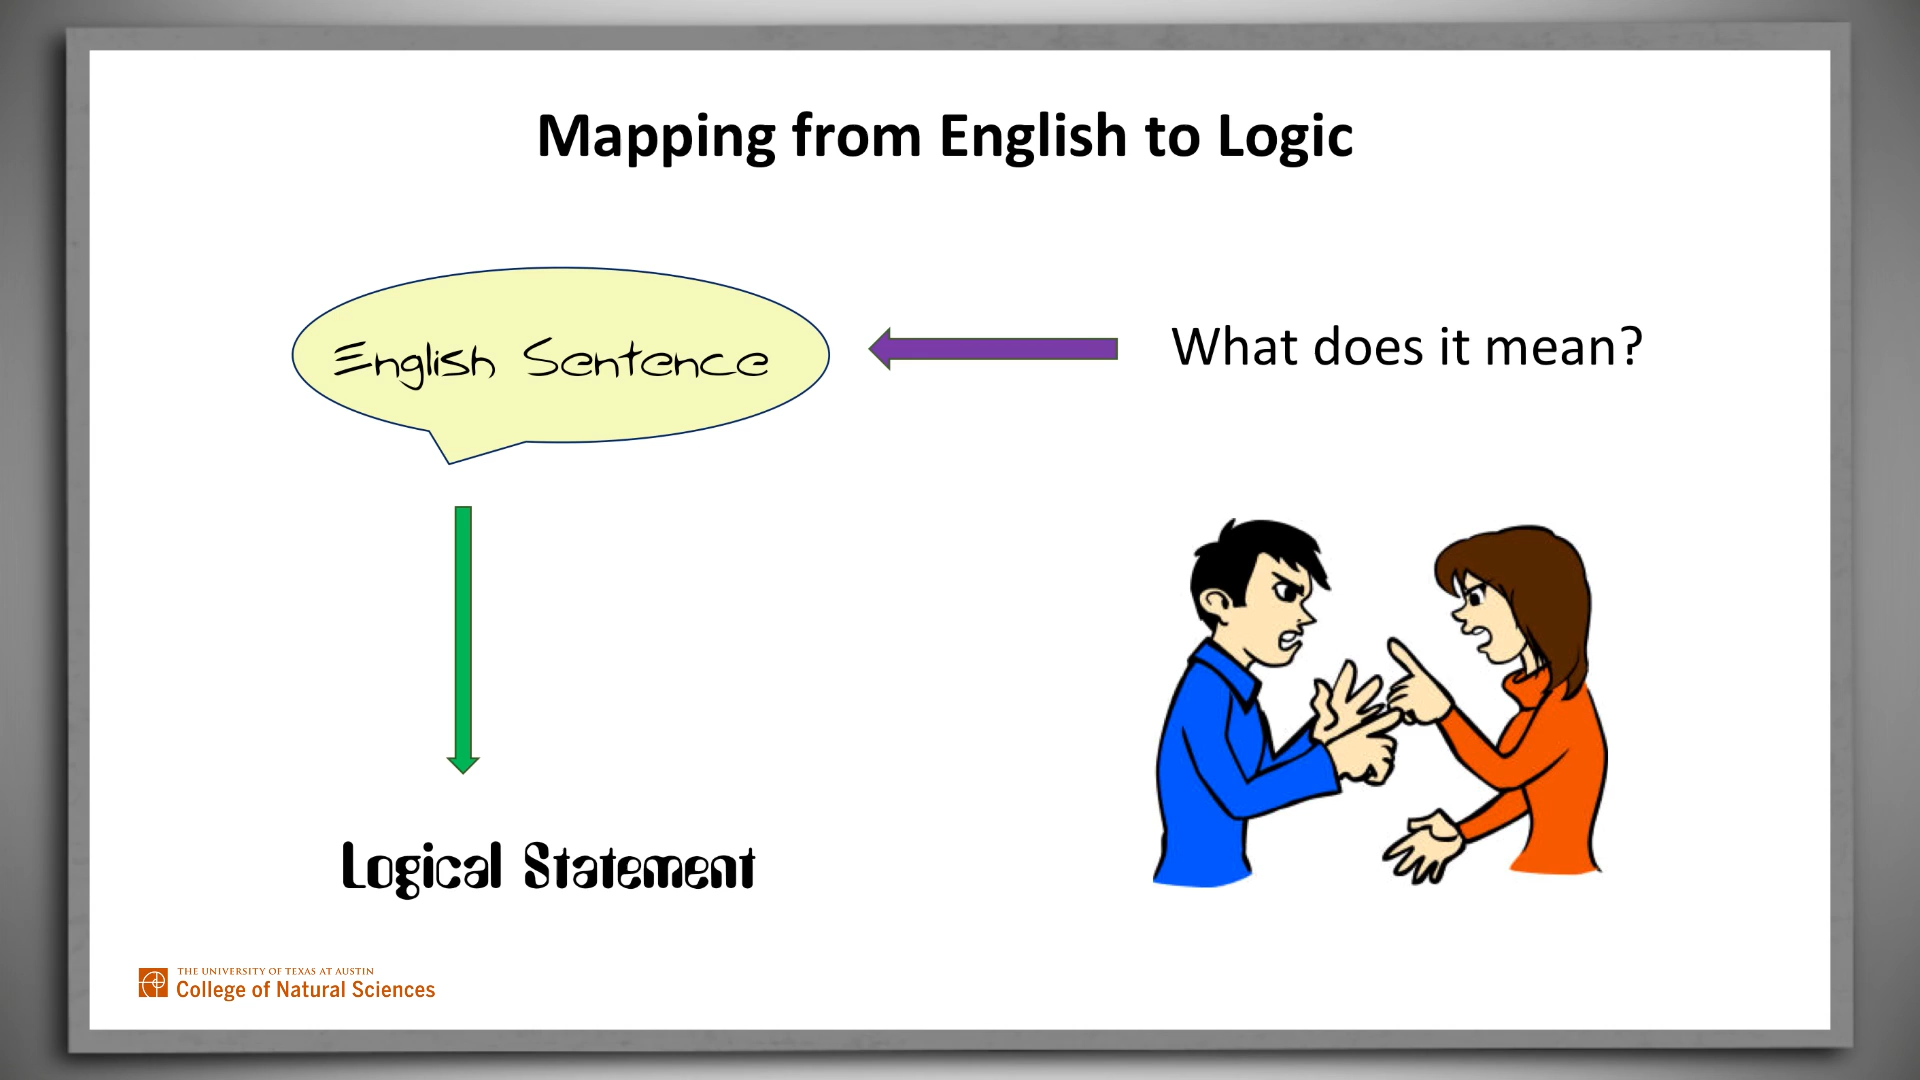 Mapping from English to Logic
English Sentence
What does it mean?
Logical Statement
THE UNIVERSITY OF TEXAS AT AUSTIN
College of Natural Sciences